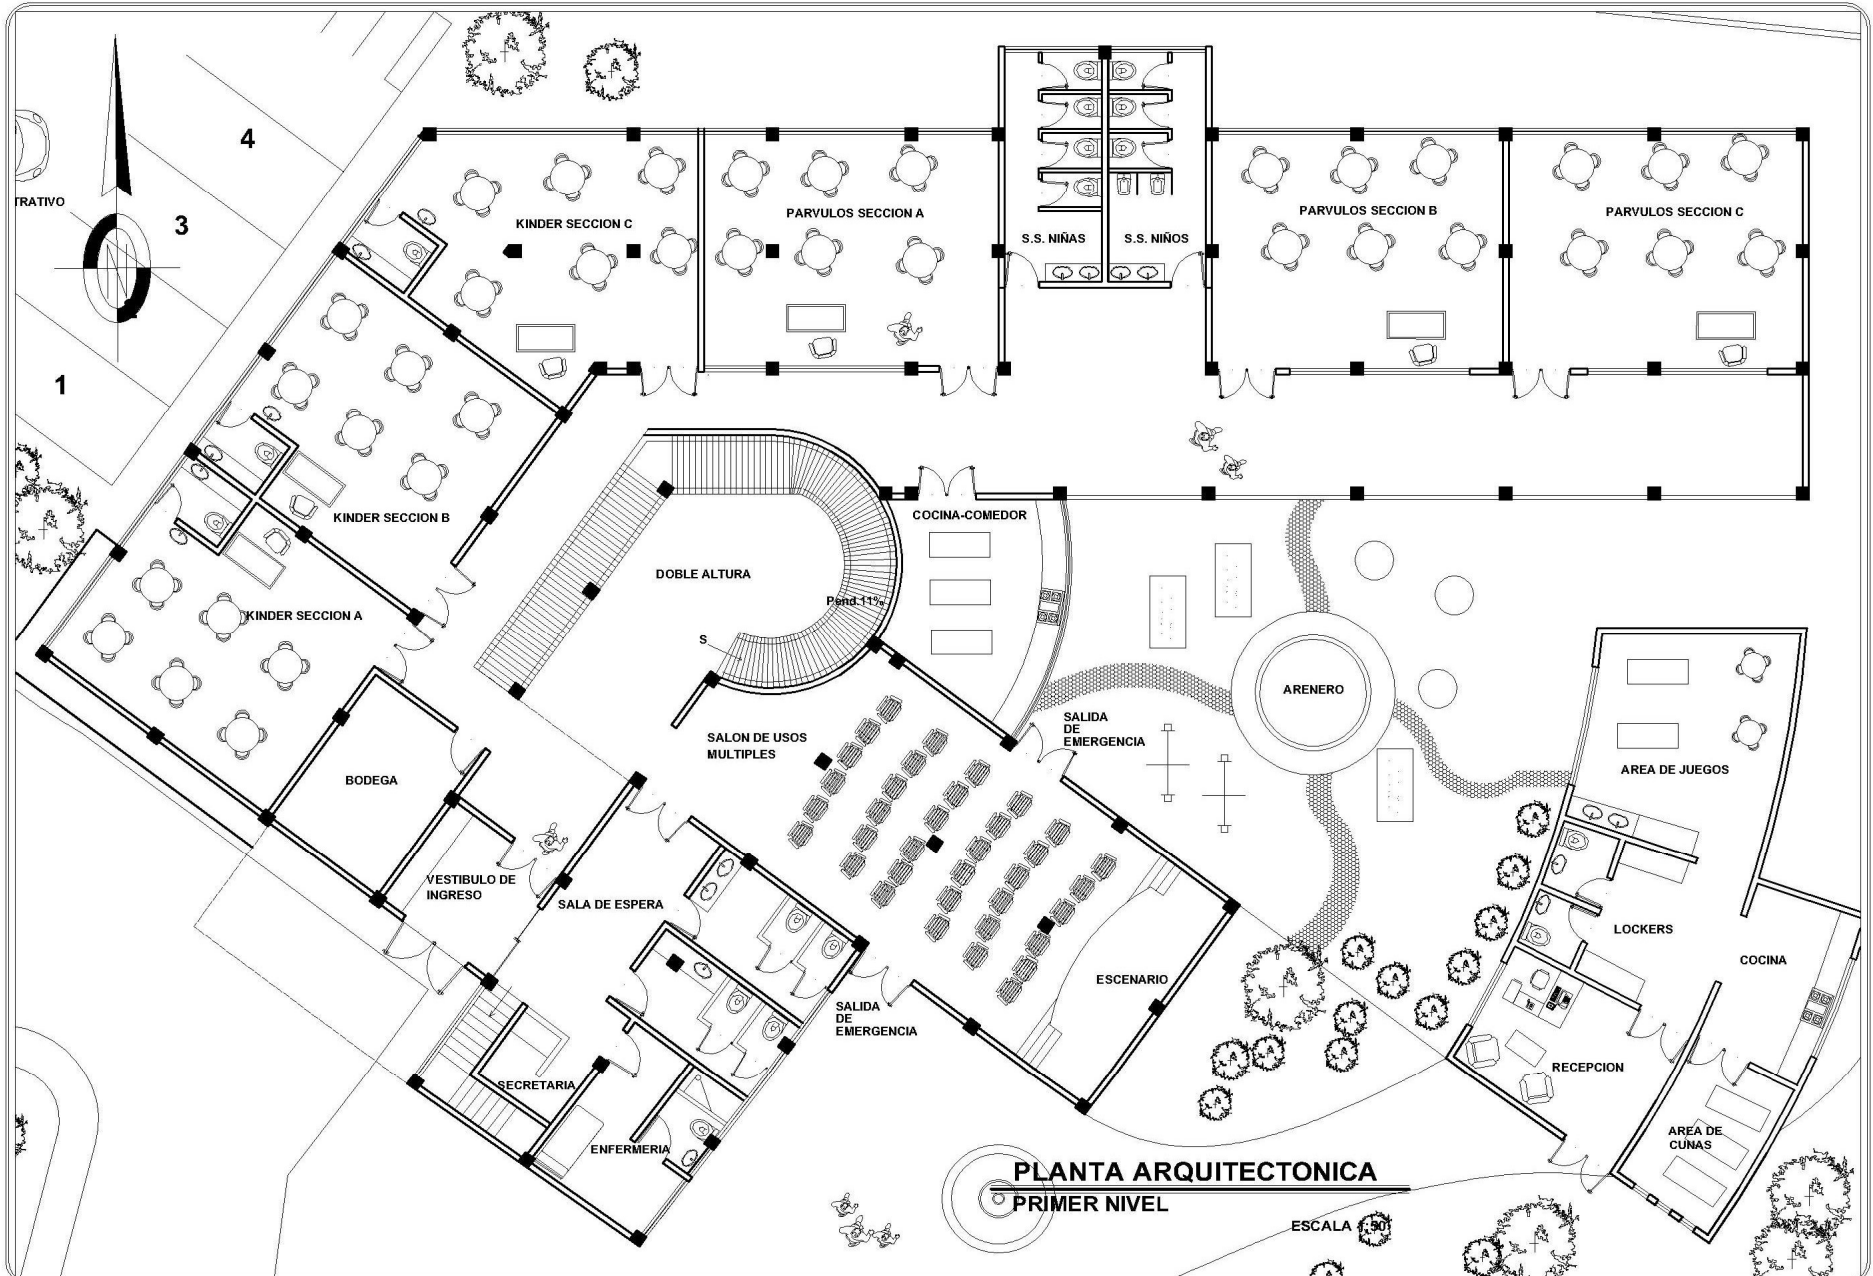 4
TRATIVO
3
1
KINDER SECCION C
PARVULOS SECCION A
S.S. NIÑAS
S.S. NIÑOS
PARVULOS SECCION B
PARVULOS SECCION C
KINDER SECCION B
COCINA-COMEDOR
DOBLE ALTURA
Pend.11%
S
KINDER SECCION A
ARENERO
SALON DE USOS
MULTIPLES
SALIDA
DE
EMERGENCIA
AREA DE JUEGOS
BODEGA
VESTIBULO DE
INGRESO
SALA DE ESPERA
LOCKERS
COCINA
ESCENARIO
SALIDA
DE
EMERGENCIA
RECEPCION
SECRETARIA
ENFERMERIA
AREA DE
CUNAS
PLANTA ARQUITECTONICA
PRIMER NIVEL
ESCALA